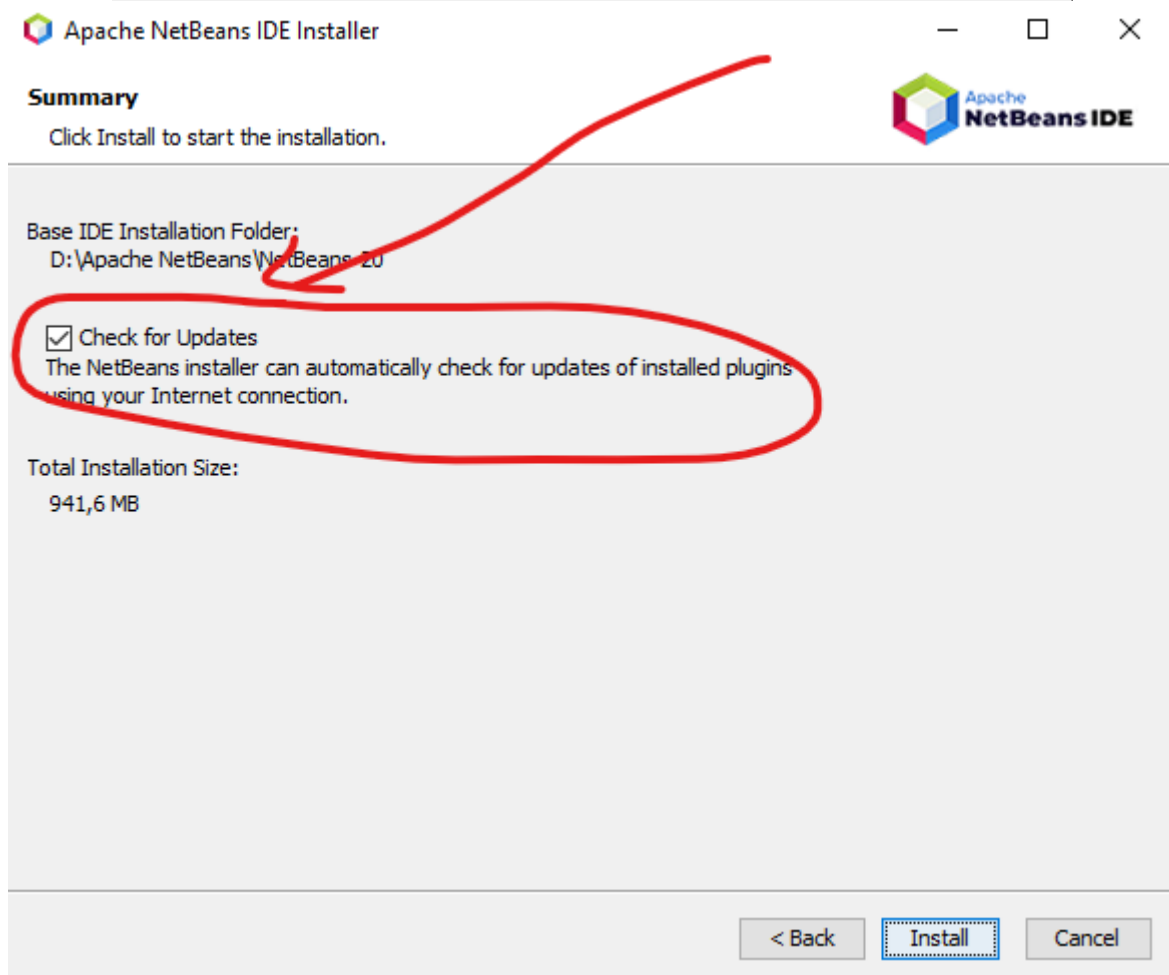 Apache NetBeans IDE Installer
Summary
Click Install to start the installation.
Apache
NetBeans IDE
Base IDE Installation Folder:
D:\Apache NetBeans\NetBeans-20
Check for Updates
The NetBeans installer can automatically check for updates of installed plugins
using your Internet connection.
Total Installation Size:
941,6 MB
< Back
Install
Cancel